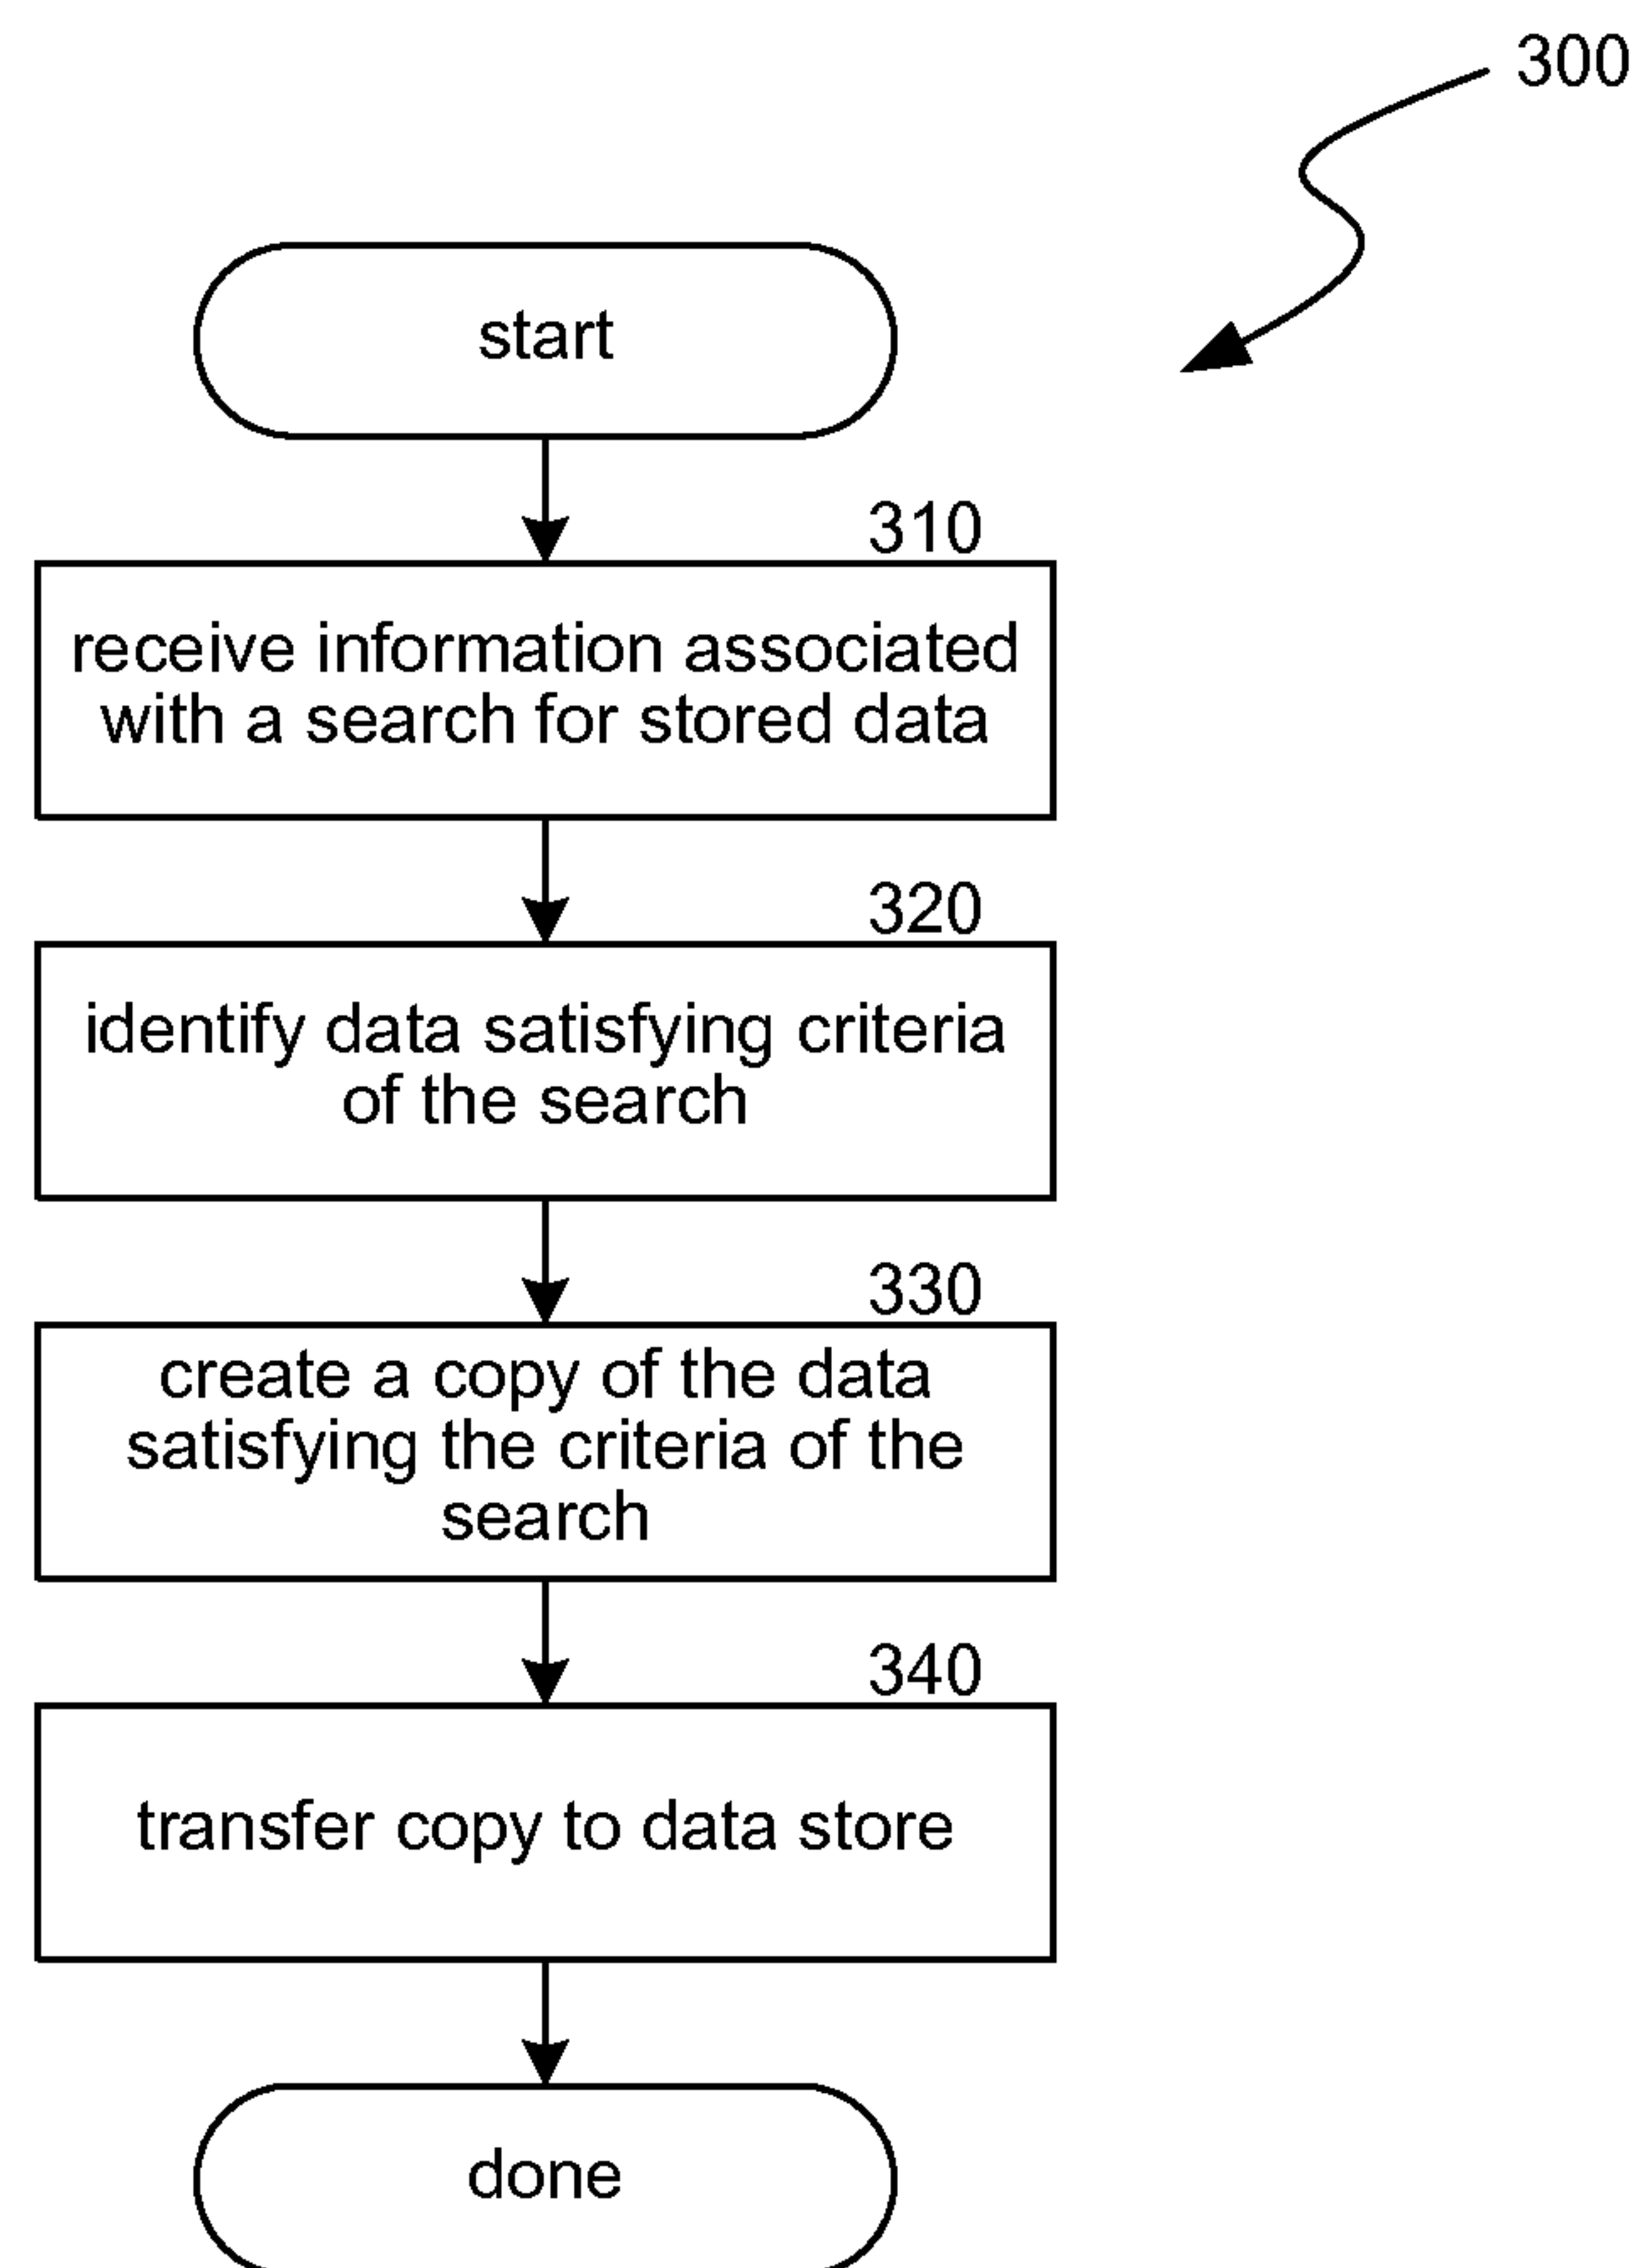 300
start
310
receive information associated
with a search for stored data
320
identify data satisfying criteria
of the search
330
create a copy of the data
satisfying the criteria of the
search
340
transfer copy to data store
done